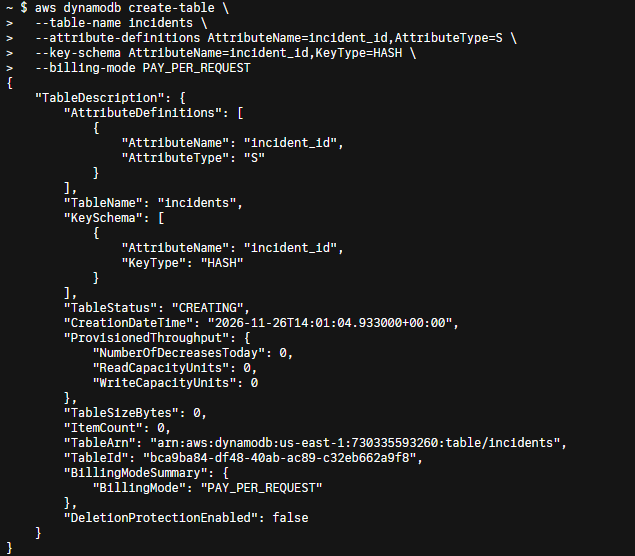 ~ $ aws dynamodb create-table \
>   --table-name incidents \
>   --attribute-definitions AttributeName=incident_id,AttributeType=S \
>   --key-schema AttributeName=incident_id,KeyType=HASH \
>   --billing-mode PAY_PER_REQUEST
{
    "TableDescription": {
        "AttributeDefinitions": [
            {
                "AttributeName": "incident_id",
                "AttributeType": "S"
            }
        ],
        "TableName": "incidents",
        "KeySchema": [
            {
                "AttributeName": "incident_id",
                "KeyType": "HASH"
            }
        ],
        "TableStatus": "CREATING",
        "CreationDateTime": "2026-11-26T14:01:04.933000+00:00",
        "ProvisionedThroughput": {
            "NumberOfDecreasesToday": 0,
            "ReadCapacityUnits": 0,
            "WriteCapacityUnits": 0
        },
        "TableSizeBytes": 0,
        "ItemCount": 0,
        "TableArn": "arn:aws:dynamodb:us-east-1:730335593260:table/incidents",
        "TableId": "bca9ba84-df48-40ab-ac89-c32eb662a9f8",
        "BillingModeSummary": {
            "BillingMode": "PAY_PER_REQUEST"
        },
        "DeletionProtectionEnabled": false
    }
}